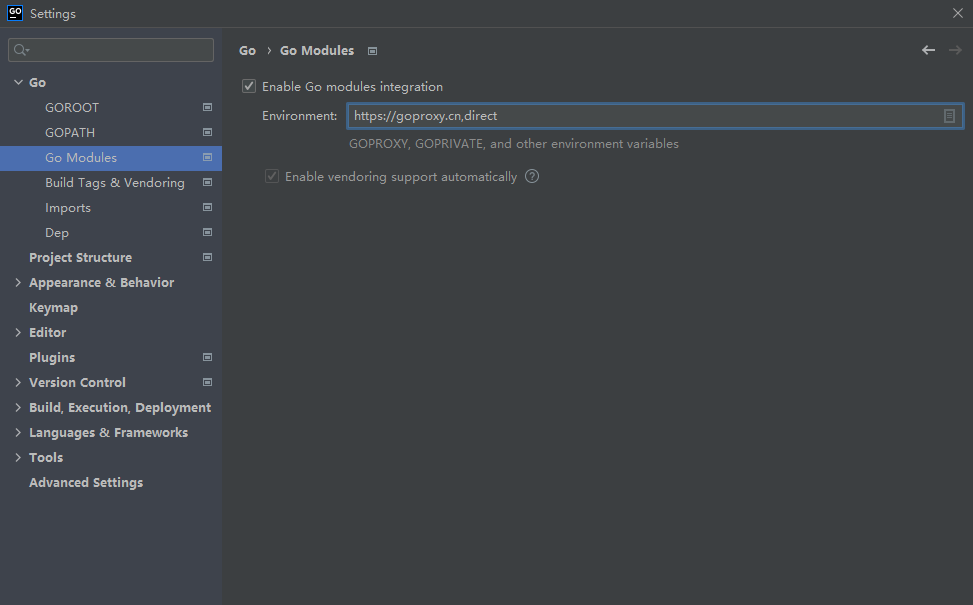 GO Settings
Go
GOROOT
GOPATH
Go Modules
Build Tags & Vendoring
Imports
Dep
Project Structure
Appearance & Behavior
Keymap
Editor
Plugins
Version Control
Build, Execution, Deployment
Languages & Frameworks
Tools
Advanced Settings
Go › Go Modules
Enable Go modules integration
Environment: https://goproxy.cn,direct
GOPROXY, GOPRIVATE, and other environment variables
Enable vendoring support automatically ?